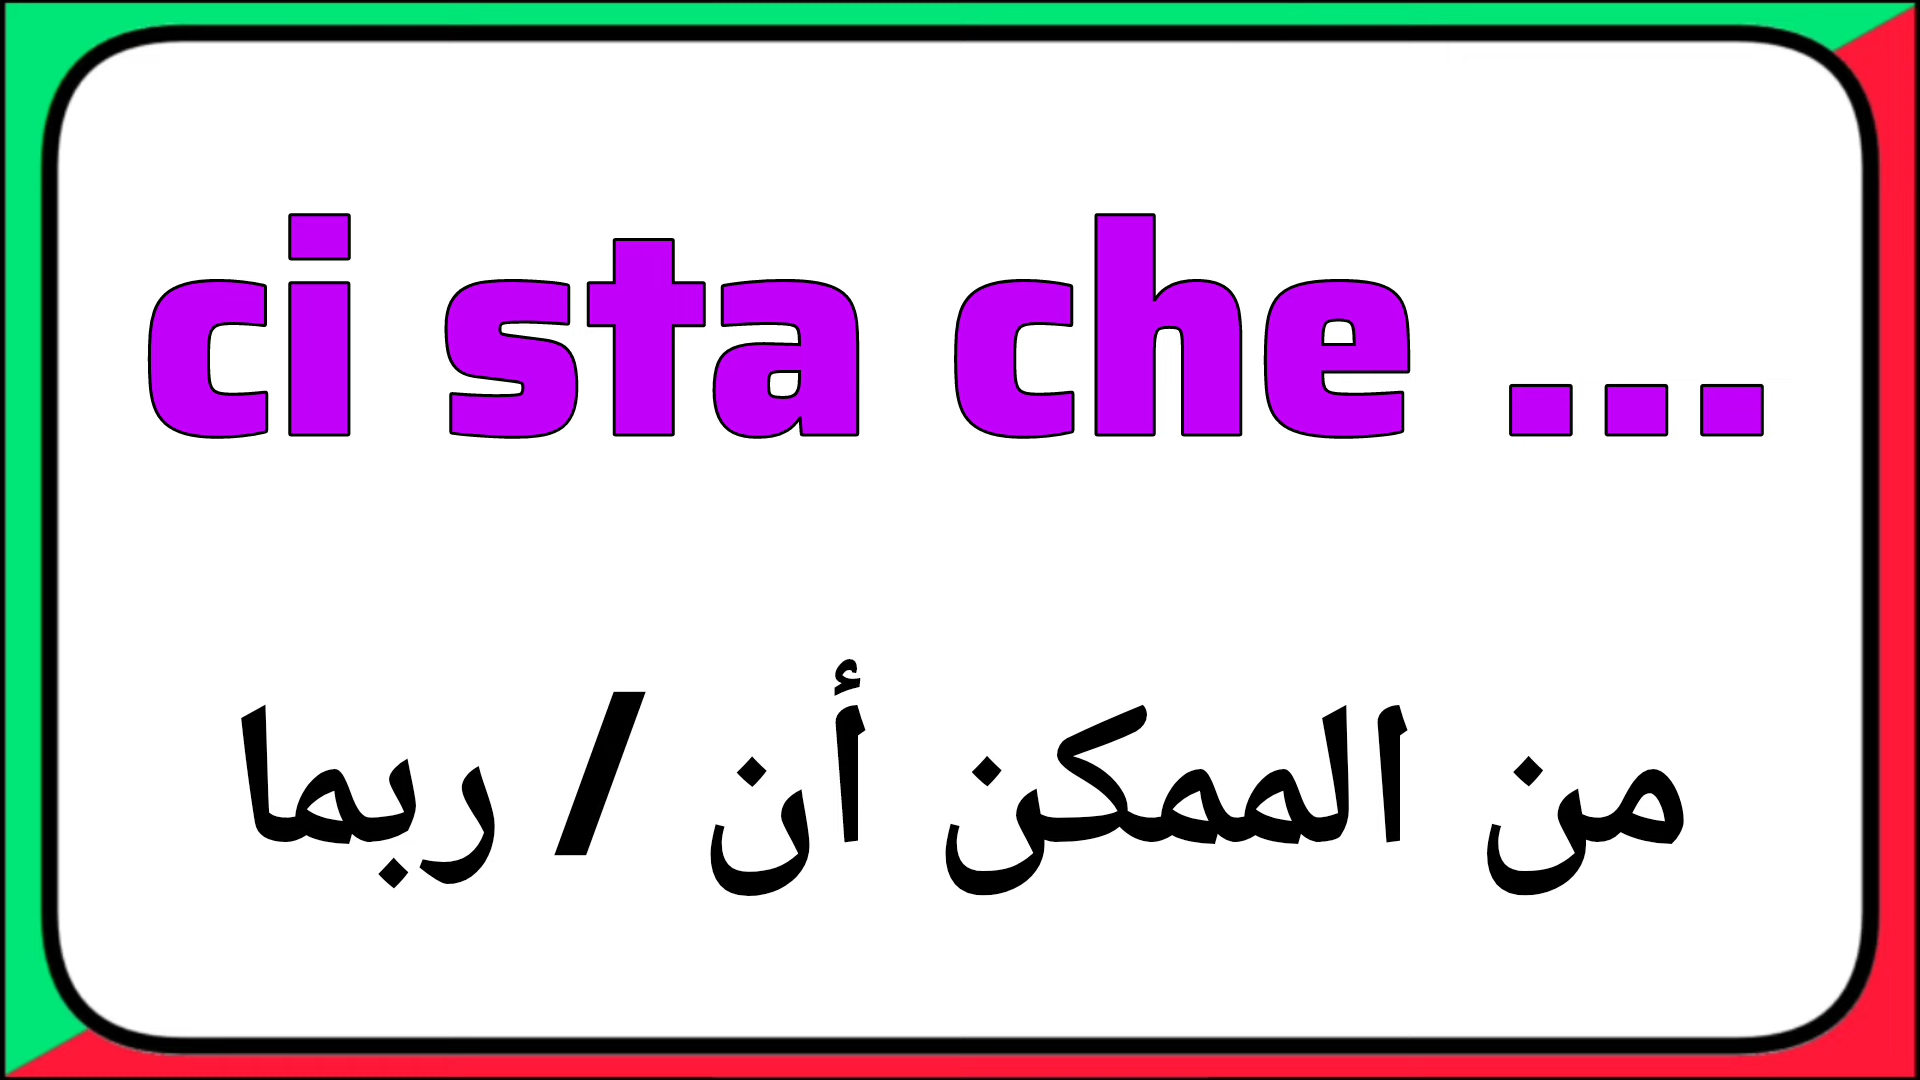 ci sta che ...
من الممكن أن / ربما